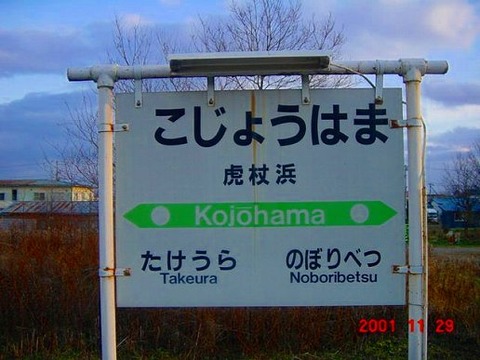 こじょうはま
虎杖浜
Kojōhama
たけうら
Takeura
のぼりべつ
Noboribetsu
2001 11 29